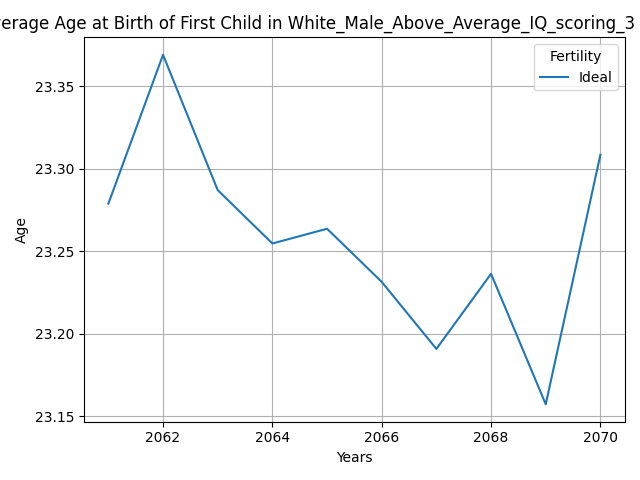 erage Age at Birth of First Child in White_Male_Above_Average_IQ_scoring_3
Fertility
Ideal
23.35
23.30
23.25
23.20
23.15
Age
2062
2064
2066
2068
2070
Years